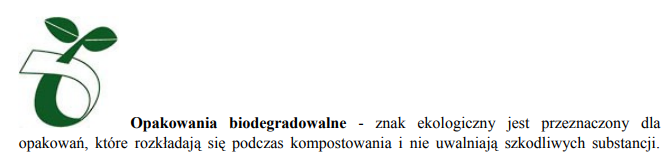 Opakowania biodegradowalne - znak ekologiczny jest przeznaczony dla
opakowań, które rozkładają się podczas kompostowania i nie uwalniają szkodliwych substancji.